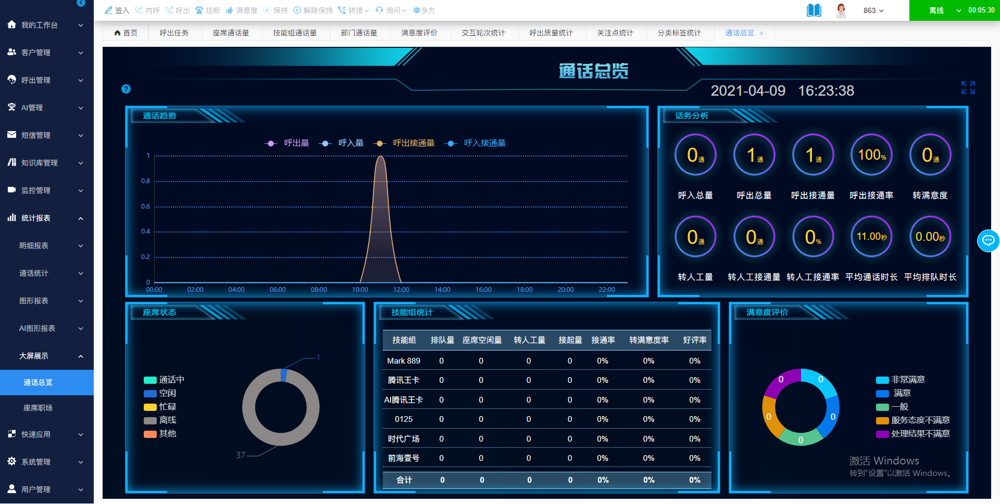 签入 内呼 呼出 挂断 满意度 保持 解除保持 转接 询问 多方
863 离线 00:05:30
我的工作台
客户管理
呼出管理
AI管理
短信管理
知识库管理
监控管理
统计报表
明细报表
通话统计
图形报表
AI图形报表
大屏展示
通话总览
座席职场
快速应用
系统管理
用户管理
首页 呼出任务 座席通话量 技能组通话量 部门通话量 满意度评价 交互轮次统计 呼出质量统计 关注点统计 分类标签统计 通话总览 ×
通话总览
?
2021-04-09 16:23:38
通话趋势
呼出量 呼入量 呼出接通量 呼入接通量
1
0.8
0.6
0.4
0.2
0
00:00 02:00 04:00 06:00 08:00 10:00 12:00 14:00 16:00 18:00 20:00 22:00
话务分析
0通 1通 1通 100% 0通
呼入总量 呼出总量 呼出接通量 呼出接通率 转满意度
0通 0通 0% 11.00秒 0.00秒
转人工量 转人工接通量 转人工接通率 平均通话时长 平均排队时长
座席状态
通话中
空闲
忙碌
离线
其他
1
37
技能组统计
技能组 排队量 座席空闲量 转人工量 接起量 接通率 转满意度率 好评率
Mark 889 0 0 0 0 0% 0% 0%
腾讯王卡 0 0 0 0 0% 0% 0%
AI腾讯王卡 0 0 0 0 0% 0% 0%
0125 0 0 0 0 0% 0% 0%
时代广场 0 0 0 0 0% 0% 0%
前海壹号 0 0 0 0 0% 0% 0%
合计 0 0 0 0 0% 0% 0%
满意度评价
0 0
0 0
0
非常满意
满意
一般
服务态度不满意
处理结果不满意
激活 Windows
转到“设置”以激活 Windows。